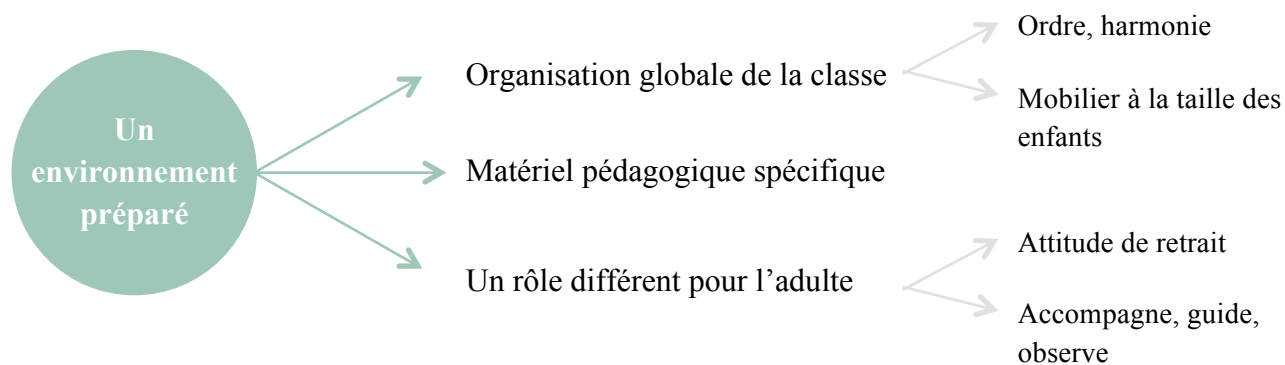 Un
environnement
préparé
Organisation globale de la classe
Ordre, harmonie
Mobilier à la taille des
enfants
Matériel pédagogique spécifique
Un rôle différent pour l’adulte
Attitude de retrait
Accompagne, guide,
observe